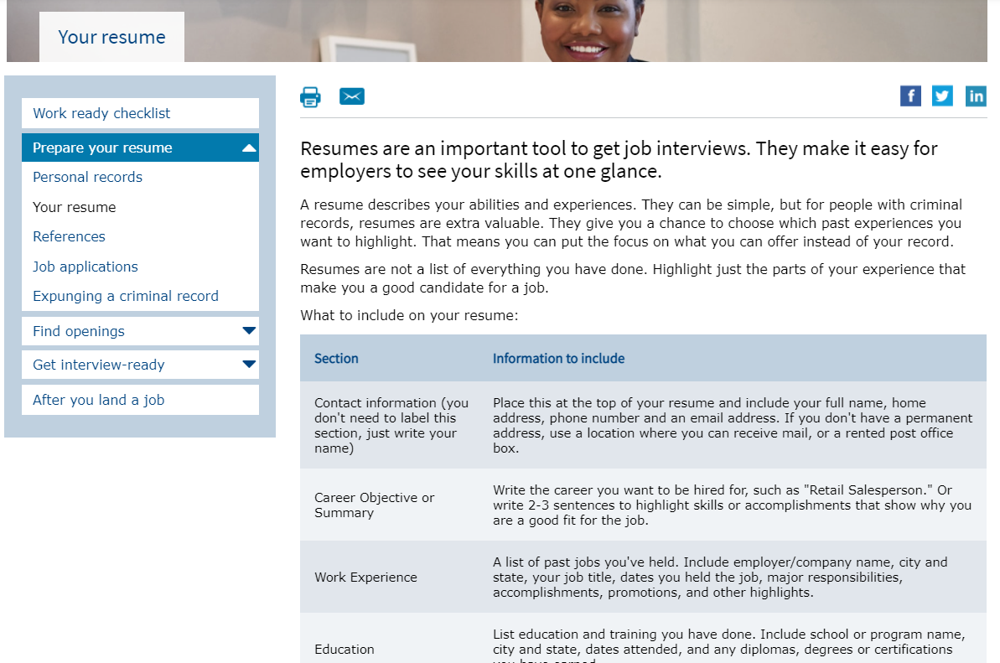 Your resume
Work ready checklist
Prepare your resume
Personal records
Your resume
References
Job applications
Expunging a criminal record
Find openings
Get interview-ready
After you land a job
f
in
Resumes are an important tool to get job interviews. They make it easy for
employers to see your skills at one glance.
A resume describes your abilities and experiences. They can be simple, but for people with criminal
records, resumes are extra valuable. They give you a chance to choose which past experiences you
want to highlight. That means you can put the focus on what you can offer instead of your record.
Resumes are not a list of everything you have done. Highlight just the parts of your experience that
make you a good candidate for a job.
What to include on your resume:
Section
Information to include
Contact information (you
don't need to label this
section, just write your
name)
Place this at the top of your resume and include your full name, home
address, phone number and an email address. If you don't have a permanent
address, use a location where you can receive mail, or a rented post office
box.
Career Objective or
Summary
Write the career you want to be hired for, such as "Retail Salesperson." Or
write 2-3 sentences to highlight skills or accomplishments that show why you
are a good fit for the job.
Work Experience
A list of past jobs you've held. Include employer/company name, city and
state, your job title, dates you held the job, major responsibilities,
accomplishments, promotions, and other highlights.
Education
List education and training you have done. Include school or program name,
city and state, dates attended, and any diplomas, degrees or certifications